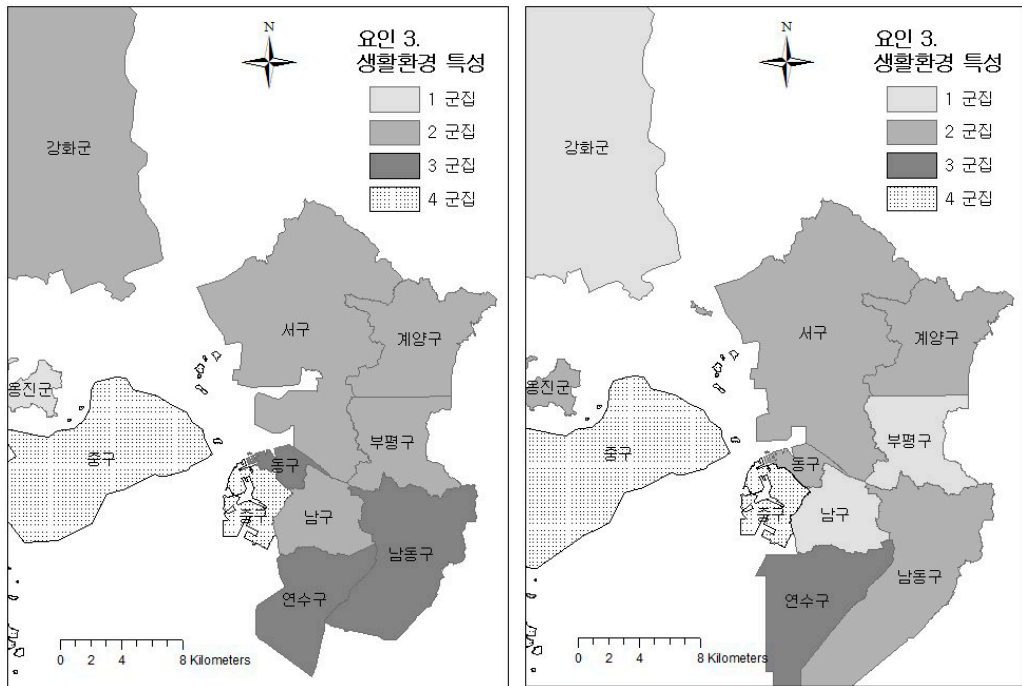 N
요인 3.
생활환경 특성
1 군집
2 군집
3 군집
4 군집
강화군
서구
계양구
옹진군
중구
부평구
동구
중구
남구
남동구
연수구
0 2 4 8 Kilometers
N
요인 3.
생활환경 특성
1 군집
2 군집
3 군집
4 군집
강화군
서구
계양구
옹진군
중구
부평구
동구
중구
남구
남동구
연수구
0 2 4 8 Kilometers